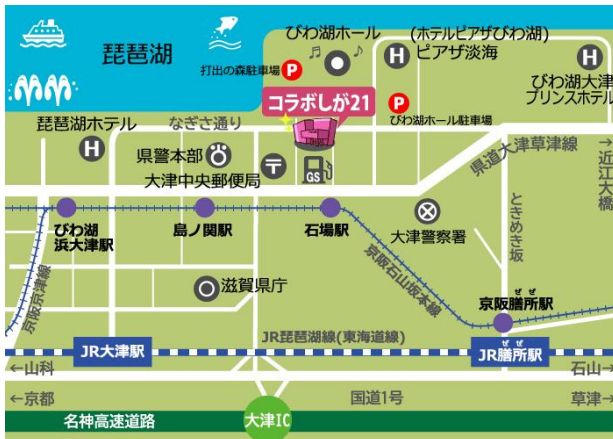 琵琶湖
びわ湖ホール
(ホテルピアザびわ湖)
ピアザ淡海
打出の森駐車場
P
H
H
びわ湖大津
プリンスホテル
コラボしが21
P
びわ湖ホール駐車場
琵琶湖ホテル
なぎさ通り
H
県警本部
大津中央郵便局
〒
GS
県道大津草津線
→近江大橋
びわ湖
浜大津駅
島ノ関駅
石場駅
大津警察署
ときめき坂
京阪京津線
滋賀県庁
京阪石山坂本線
ぜぜ
京阪膳所駅
JR大津駅
JR琵琶湖線(東海道線)
ぜぜ
JR膳所駅
←山科
石山→
←京都
国道1号
草津→
名神高速道路
大津IC